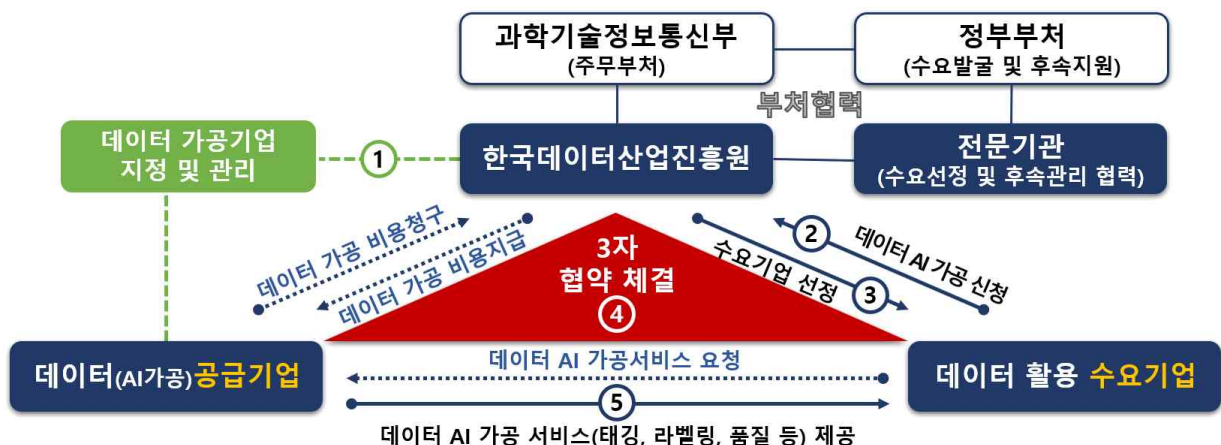 과학기술정보통신부
(주무부처)
정부부처
(수요발굴 및 후속지원)
부처협력
데이터 가공기업
지정 및 관리
1
한국데이터산업진흥원
전문기관
(수요선정 및 후속관리 협력)
데이터 가공 비용청구
데이터 가공 비용지급
3자
협약 체결
4
수요기업 선정
3
2
데이터 AI 가공 신청
데이터(AI가공)공급기업
데이터 AI 가공서비스 요청
5
데이터 활용 수요기업
데이터 AI 가공 서비스(태깅, 라벨링, 품질 등) 제공